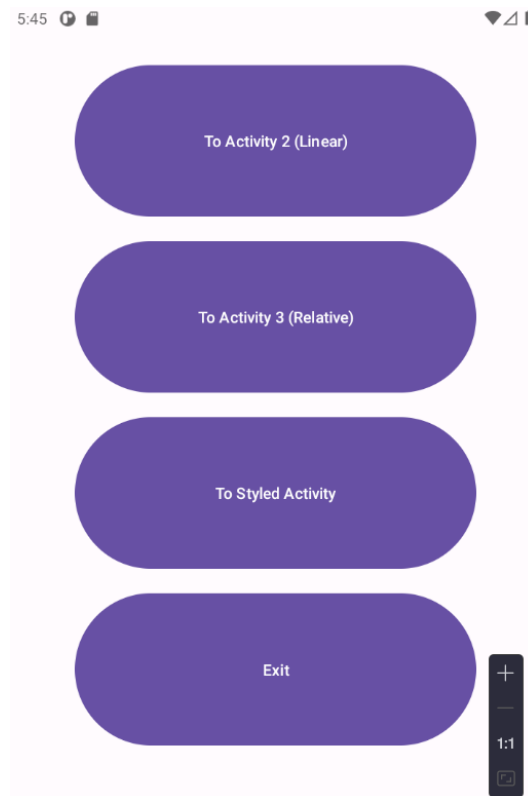 5:45
To Activity 2 (Linear)
To Activity 3 (Relative)
To Styled Activity
Exit
1:1